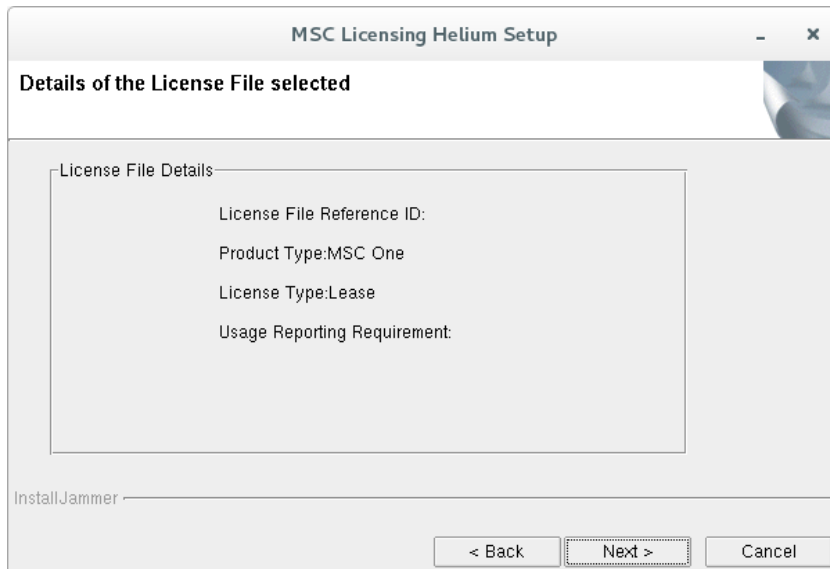 MSC Licensing Helium Setup
Details of the License File selected
License File Details
License File Reference ID:
Product Type:MSC One
License Type:Lease
Usage Reporting Requirement:
InstallJammer
< Back
Next >
Cancel